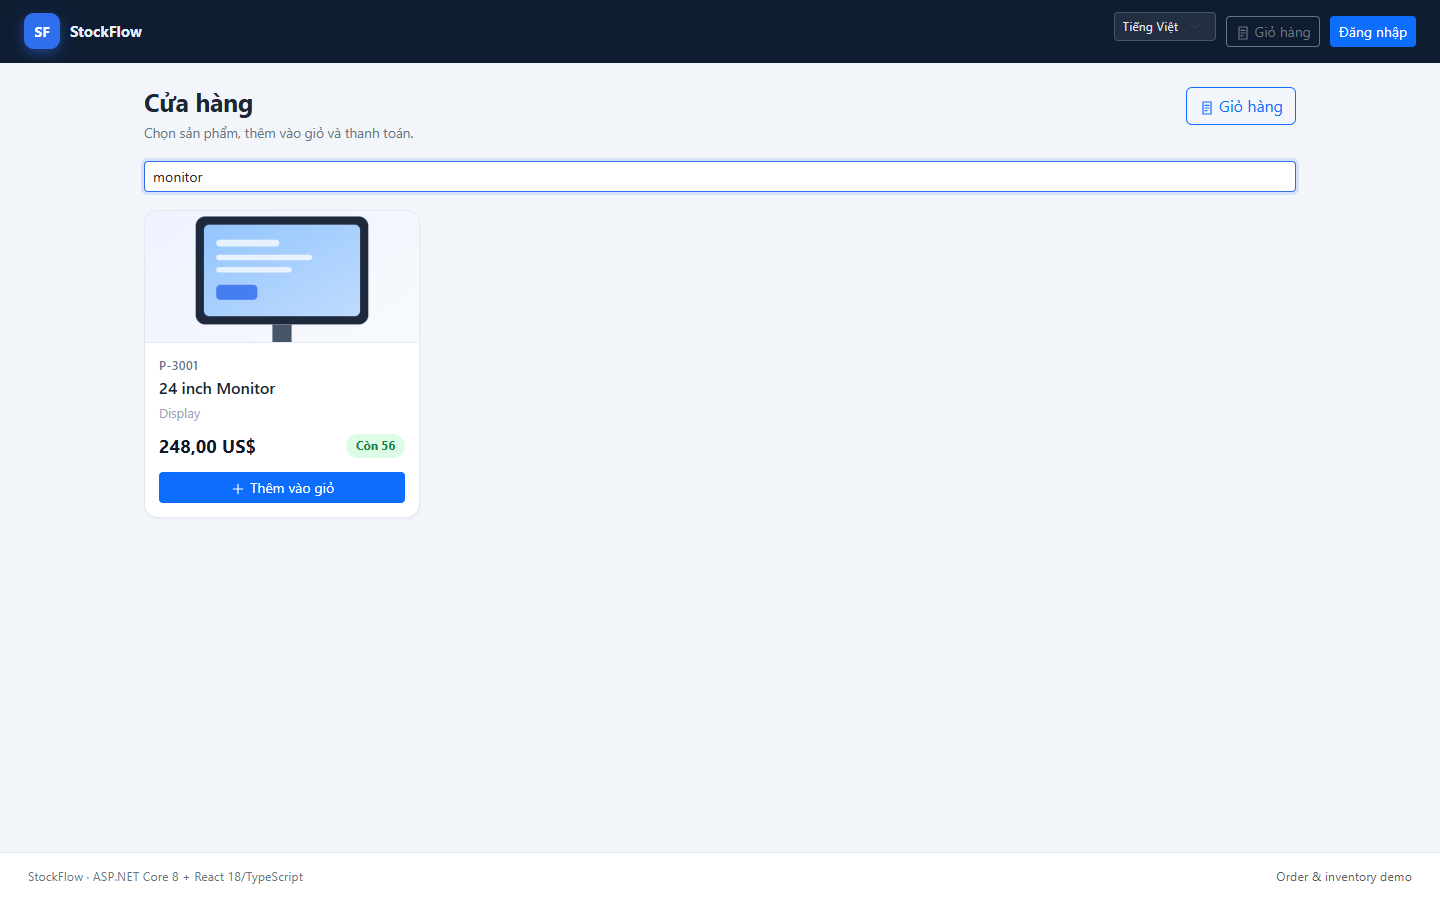 SF StockFlow
Tiếng Việt
Giỏ hàng
Đăng nhập
Cửa hàng
Chọn sản phẩm, thêm vào giỏ và thanh toán.
Giỏ hàng
monitor
P-3001
24 inch Monitor
Display
248,00 US$
Còn 56
Thêm vào giỏ
StockFlow · ASP.NET Core 8 + React 18/TypeScript
Order & inventory demo